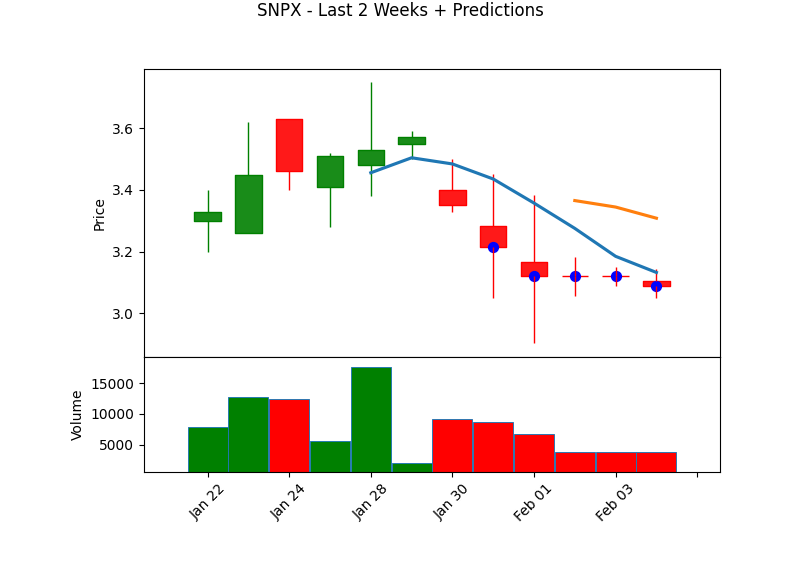 SNPX - Last 2 Weeks + Predictions
3.6
3.4
3.2
3.0
Price
15000
10000
5000
Volume
Jan 22
Jan 24
Jan 28
Jan 30
Feb 01
Feb 03